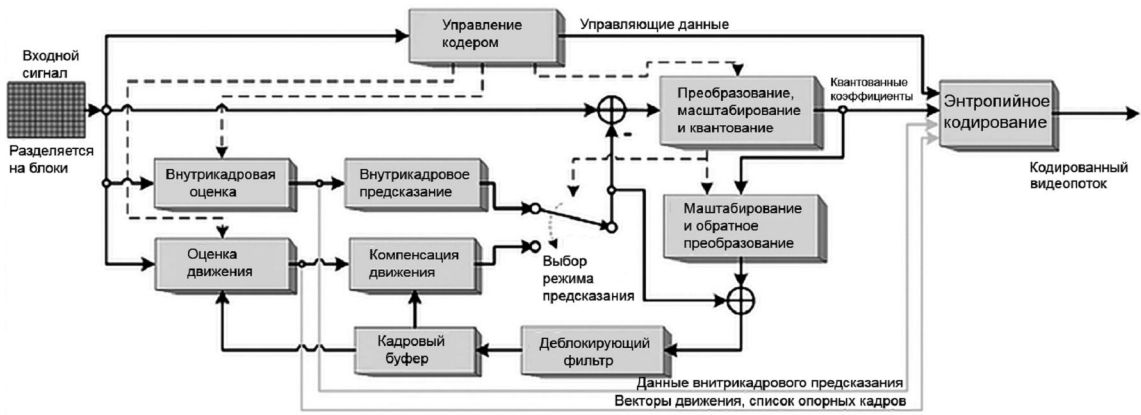 Управление
кодером
Управляющие данные
Входной
сигнал
Разделяется
на блоки
Преобразование,
масштабирование
и квантование
Квантованные
коэффициенты
Энтропийное
кодирование
Кодированный
видеопоток
Внутрикадровая
оценка
Внутрикадровое
предсказание
Маштабирование
и обратное
преобразование
Оценка
движения
Компенсация
движения
Выбор
режима
предсказания
Кадровый
буфер
Деблокирующий
фильтр
Данные внитрикадрового предсказания
Векторы движения, список опорных кадров